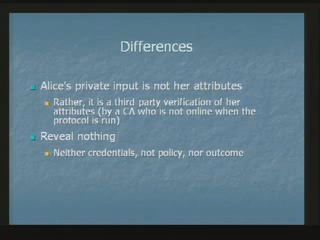 Differences
Alice's private input is not her attributes
Rather, it is a third party verification of her
attributes (by a CA who is not online when the
protocol is run)
Reveal nothing
Neither credentials, not policy, nor outcome